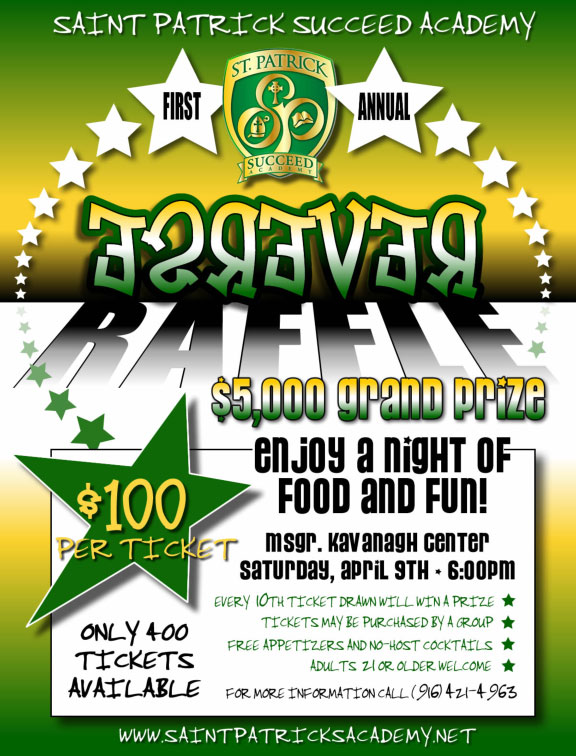 SAINT PATRICK SUCCEED ACADEMY
ST. PATRICK
SUCCEED
ACADEMY
FIRST
ANNUAL
REVERSE
RAFFLE
$5,000 grand prize
enjoy a night of
food and fun!
$100
PER TICKET
msgr. kavanagh center
saturday, april 9th • 6:00pm
EVERY 10TH TICKET DRAWN WILL WIN A PRIZE
TICKETS MAY BE PURCHASED BY A GROUP
FREE APPETIZERS AND NO-HOST COCKTAILS
ADULTS 21 OR OLDER WELCOME
ONLY 400
TICKETS
AVAILABLE
FOR MORE INFORMATION CALL (916) 421-4963
WWW.SAINTPATRICKSACADEMY.NET